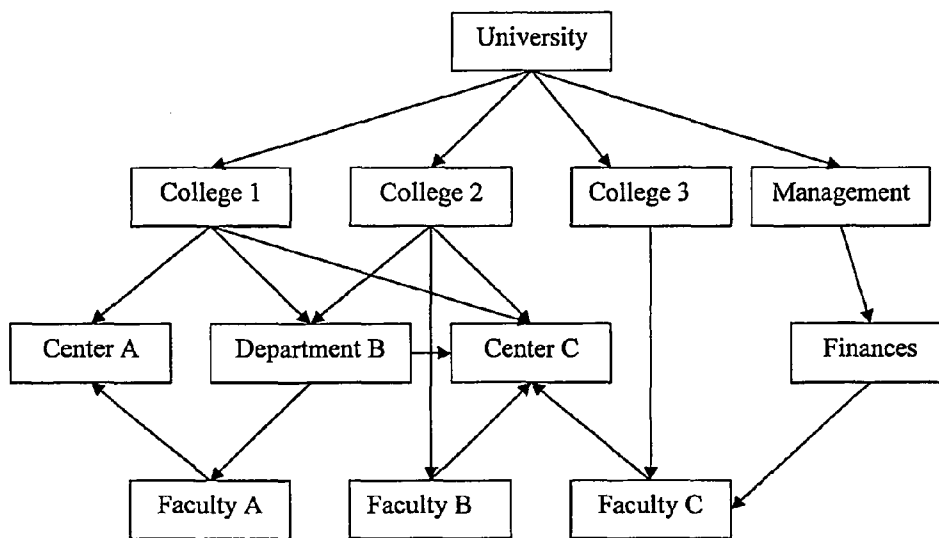 University
College 1
College 2
College 3
Management
Center A
Department B
Center C
Finances
Faculty A
Faculty B
Faculty C